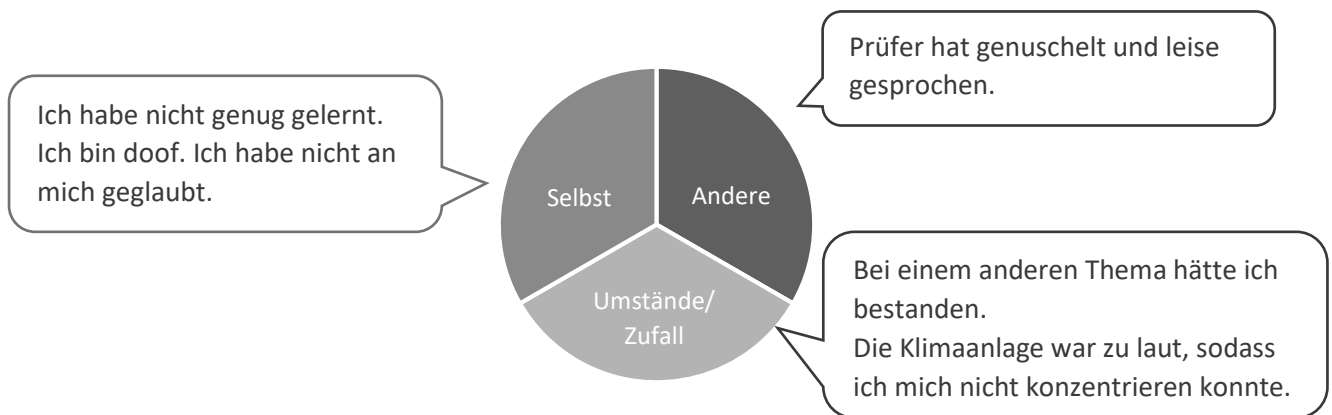 Prüfer hat genuschelt und leise
gesprochen.
Ich habe nicht genug gelernt.
Ich bin doof. Ich habe nicht an
mich geglaubt.
Selbst
Andere
Umstände/
Zufall
Bei einem anderen Thema hätte ich
bestanden.
Die Klimaanlage war zu laut, sodass
ich mich nicht konzentrieren konnte.